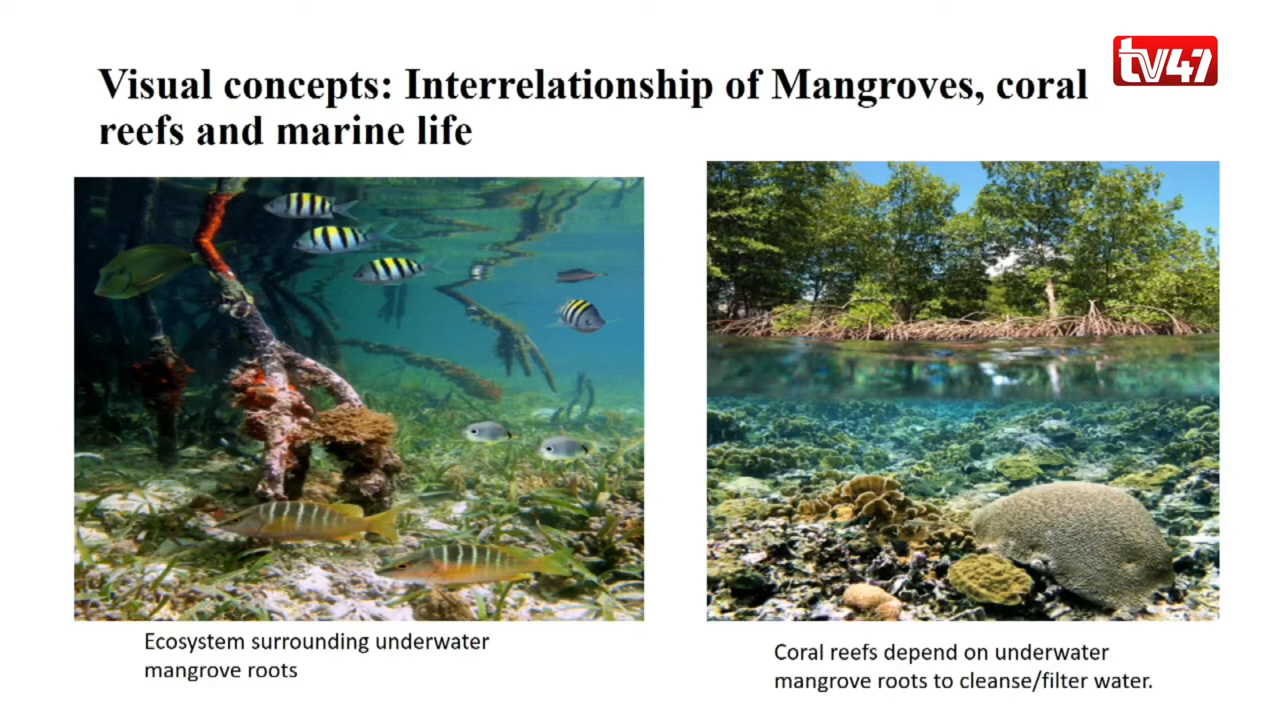 tv47
Visual concepts: Interrelationship of Mangroves, coral
reefs and marine life
Ecosystem surrounding underwater
mangrove roots
Coral reefs depend on underwater
mangrove roots to cleanse/filter water.